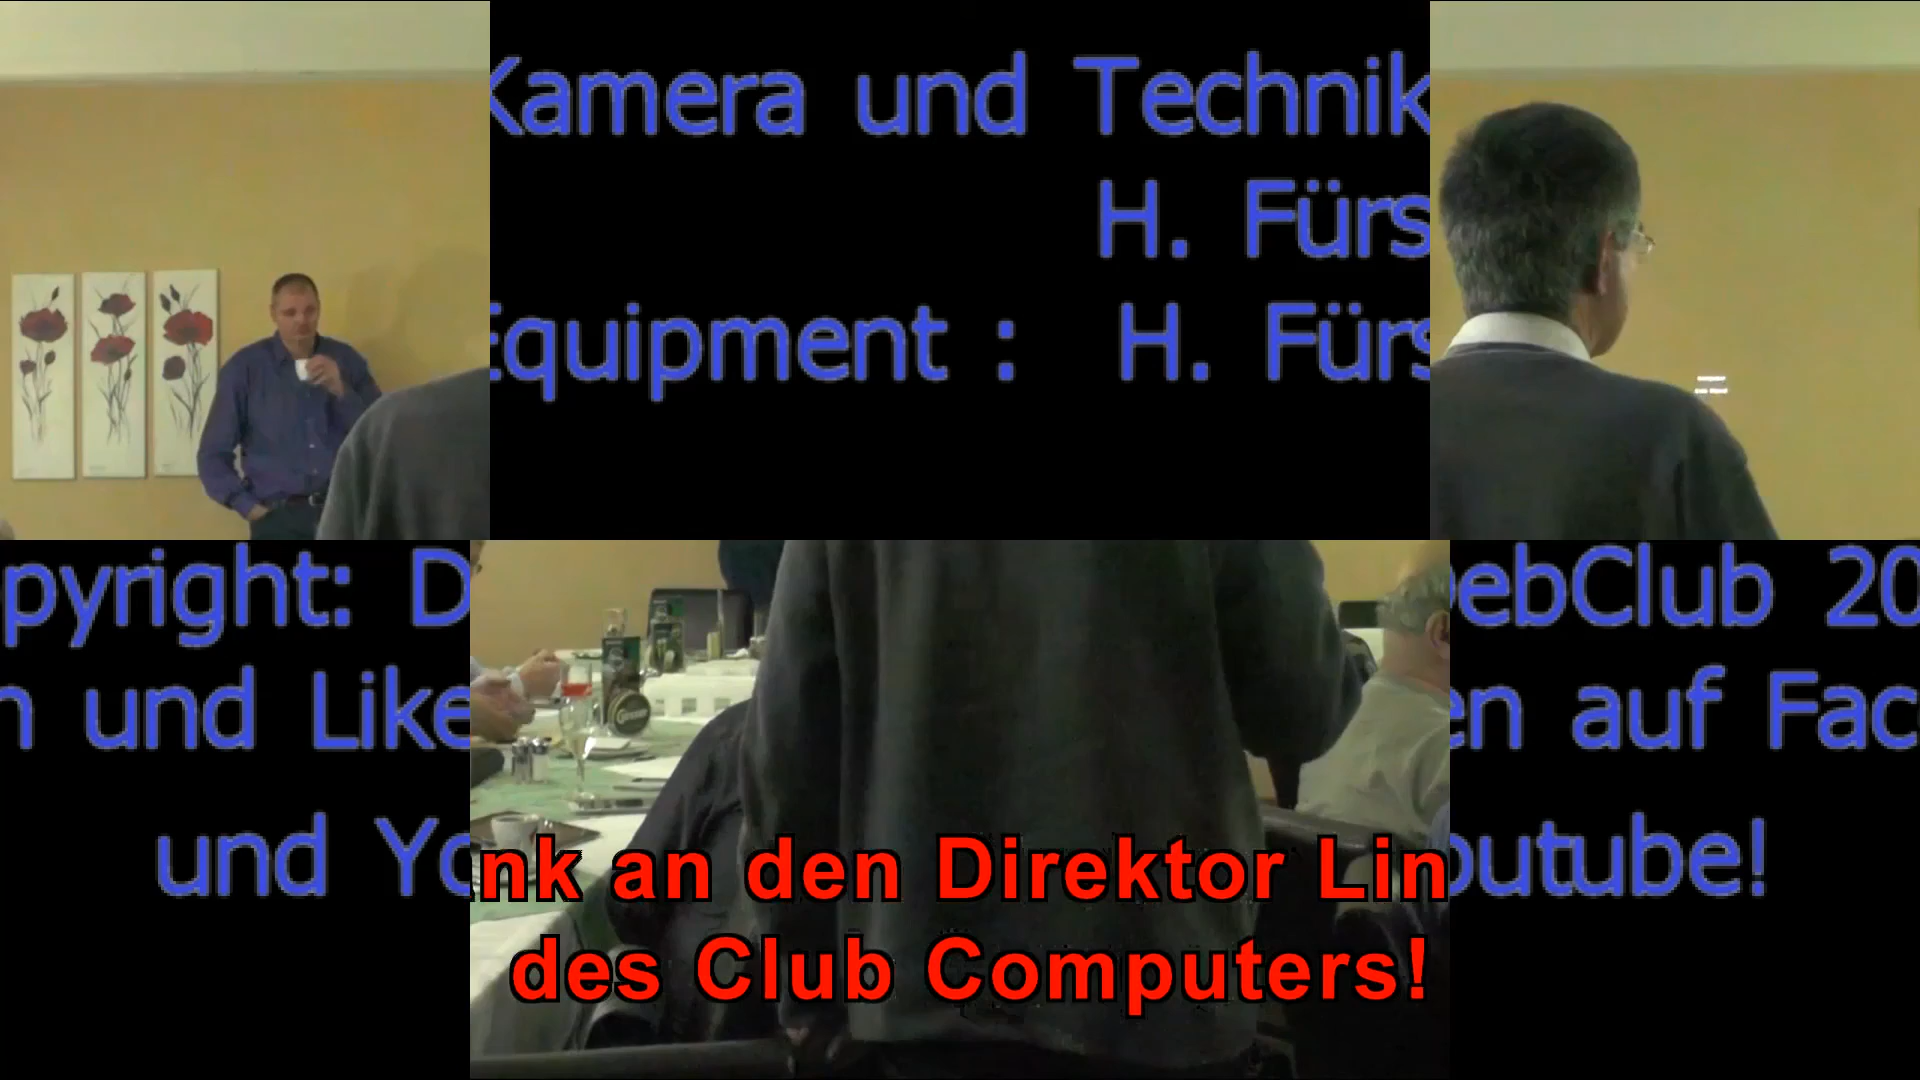 Kamera und Technik
H. Fürs
Equipment : H. Fürs
pyright: D
ebClub 20
n und Like
en auf Fac
und Yo
outube!
nk an den Direktor Lin
des Club Computers!